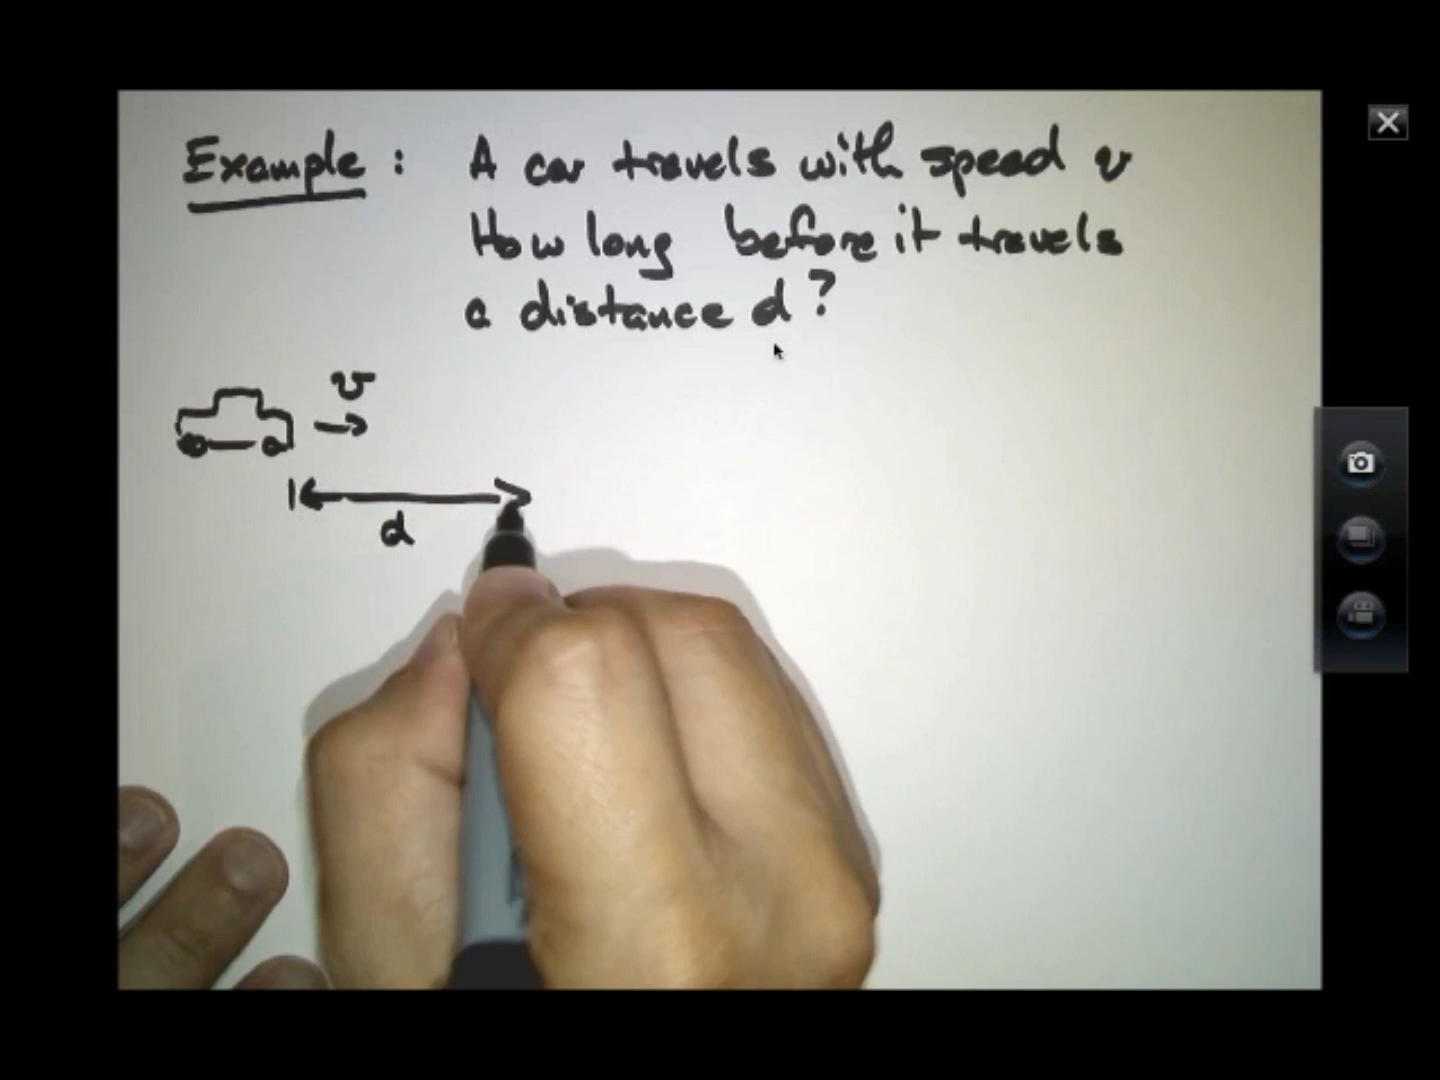 Example : A car travels with speed v
How long before it travels
a distance d?
v
d